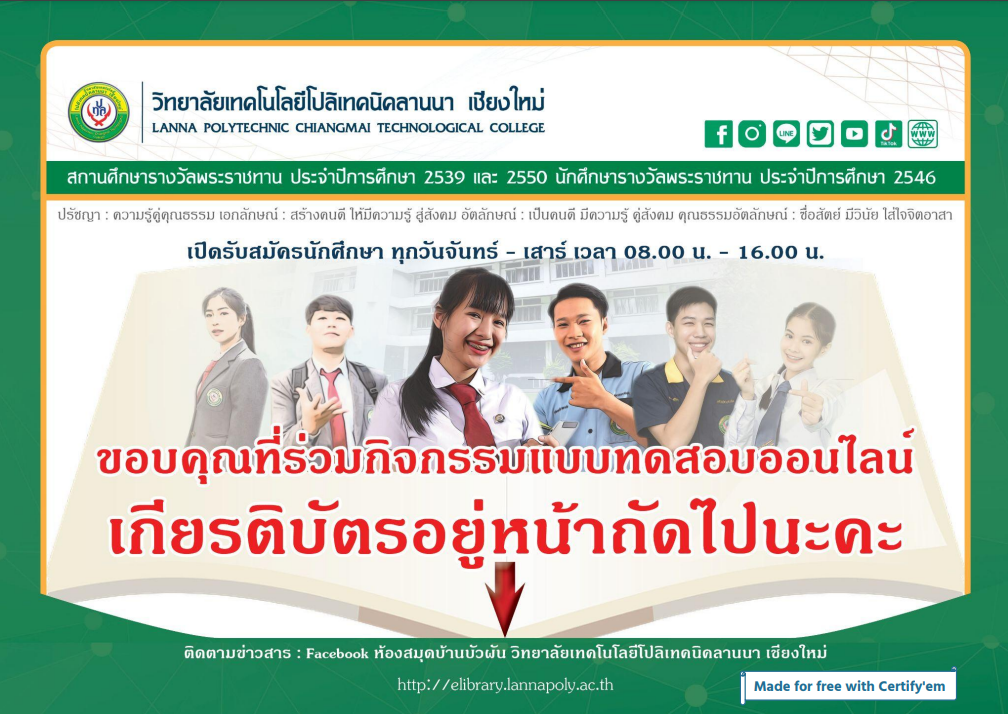 วิทยาลัยเทคโนโลยีโปลิเทคนิคลานนา เชียงใหม่
LANNA POLYTECHNIC CHIANGMAI TECHNOLOGICAL COLLEGE
LINE
TikTok
WWW
สถานศึกษารางวัลพระราชทาน ประจำปีการศึกษา 2539 และ 2550 นักศึกษารางวัลพระราชทาน ประจำปีการศึกษา 2546
ปรัชญา : ความรู้คู่คุณธรรม เอกลักษณ์ : สร้างคนดี ให้มีความรู้ สู่สังคม อัตลักษณ์ : เป็นคนดี มีความรู้ คู่สังคม คุณธรรมอัตลักษณ์ : ซื่อสัตย์ มีวินัย ใส่ใจจิตอาสา
เปิดรับสมัครนักศึกษา ทุกวันจันทร์ - เสาร์ เวลา 08.00 น. - 16.00 น.
ขอบคุณที่ร่วมกิจกรรมแบบทดสอบออนไลน์
เกียรติบัตรอยู่หน้าถัดไปนะคะ
ติดตามข่าวสาร : Facebook ห้องสมุดบ้านบัวผัน วิทยาลัยเทคโนโลยีโปลิเทคนิคลานนา เชียงใหม่
http://elibrary.lannapoly.ac.th
Made for free with Certify'em